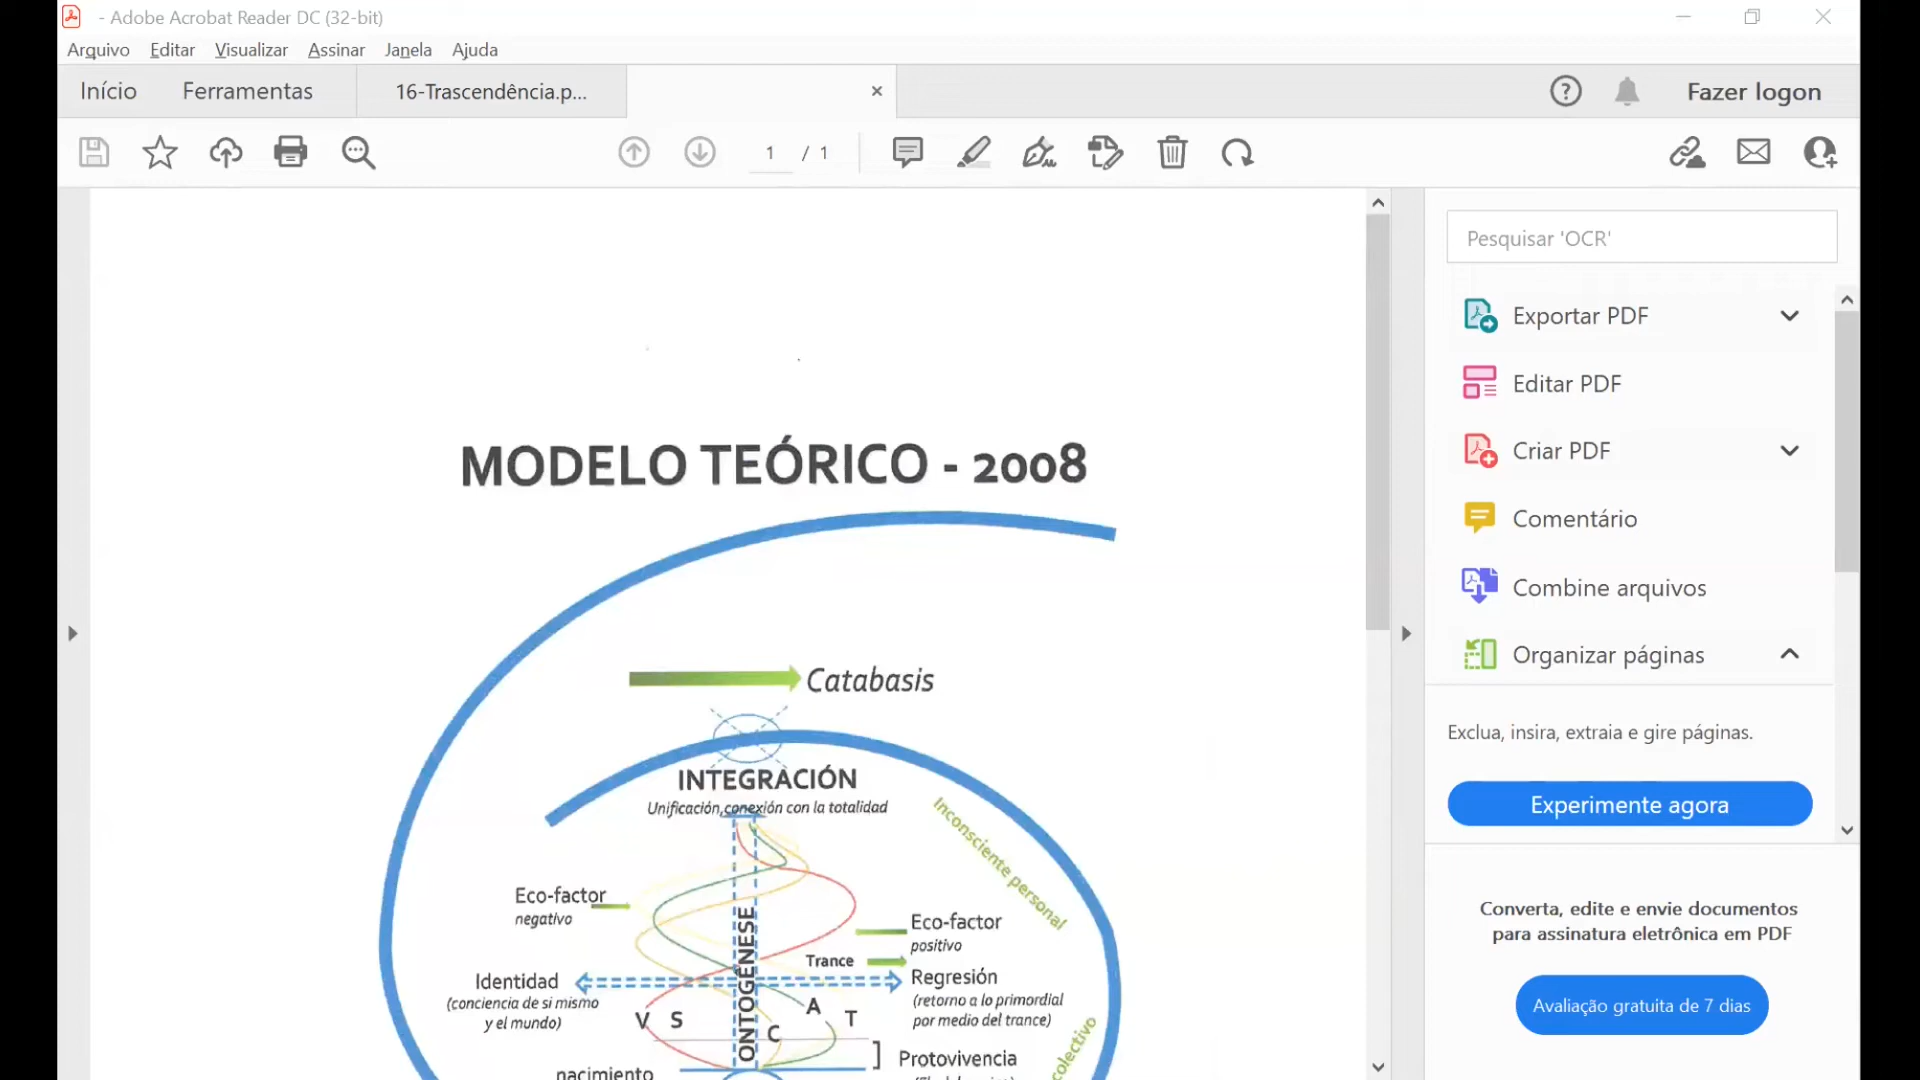 - Adobe Acrobat Reader DC (32-bit)
Arquivo Editar Visualizar Assinar Janela Ajuda
Início Ferramentas 16-Trascendência.p... Fazer logon
1 / 1
Pesquisar 'OCR'
Exportar PDF
Editar PDF
Criar PDF
Comentário
Combine arquivos
Organizar páginas
Exclua, insira, extraia e gire páginas.
Experimente agora
Converta, edite e envie documentos
para assinatura eletrônica em PDF
Avaliação gratuita de 7 dias
MODELO TEÓRICO - 2008
Catabasis
INTEGRACIÓN
Unificación,conexión con la totalidad
Inconsciente personal
Eco-factor
negativo
Eco-factor
positivo
Trance
Identidad
(conciencia de si mismo
y el mundo)
Regresión
(retorno a lo primordial
por medio del trance)
ONTOGÉNESE
V S C A T
Protovivencia
colectivo
nacimiento